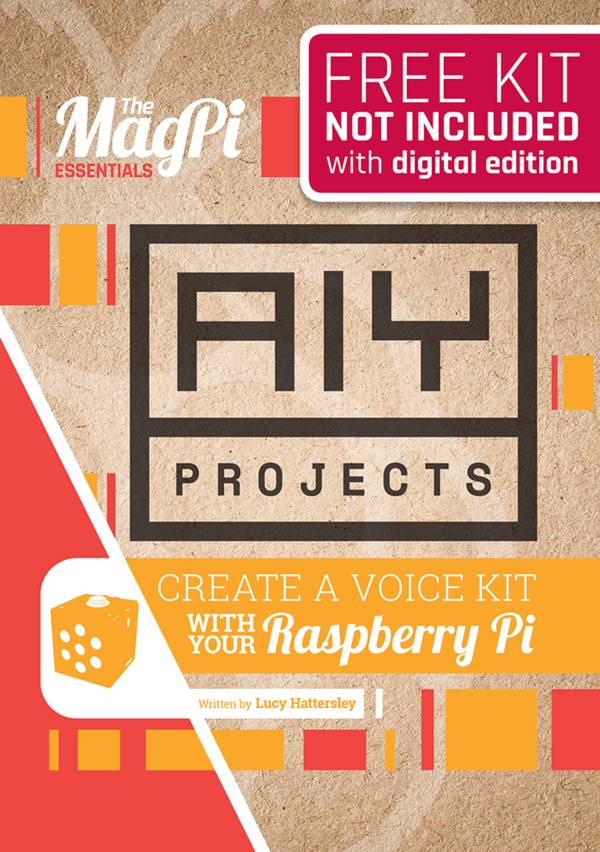 The
MagPi
ESSENTIALS
FREE KIT
NOT INCLUDED
with digital edition
AIY
PROJECTS
CREATE A VOICE KIT
WITH YOUR Raspberry Pi
Written by Lucy Hattersley